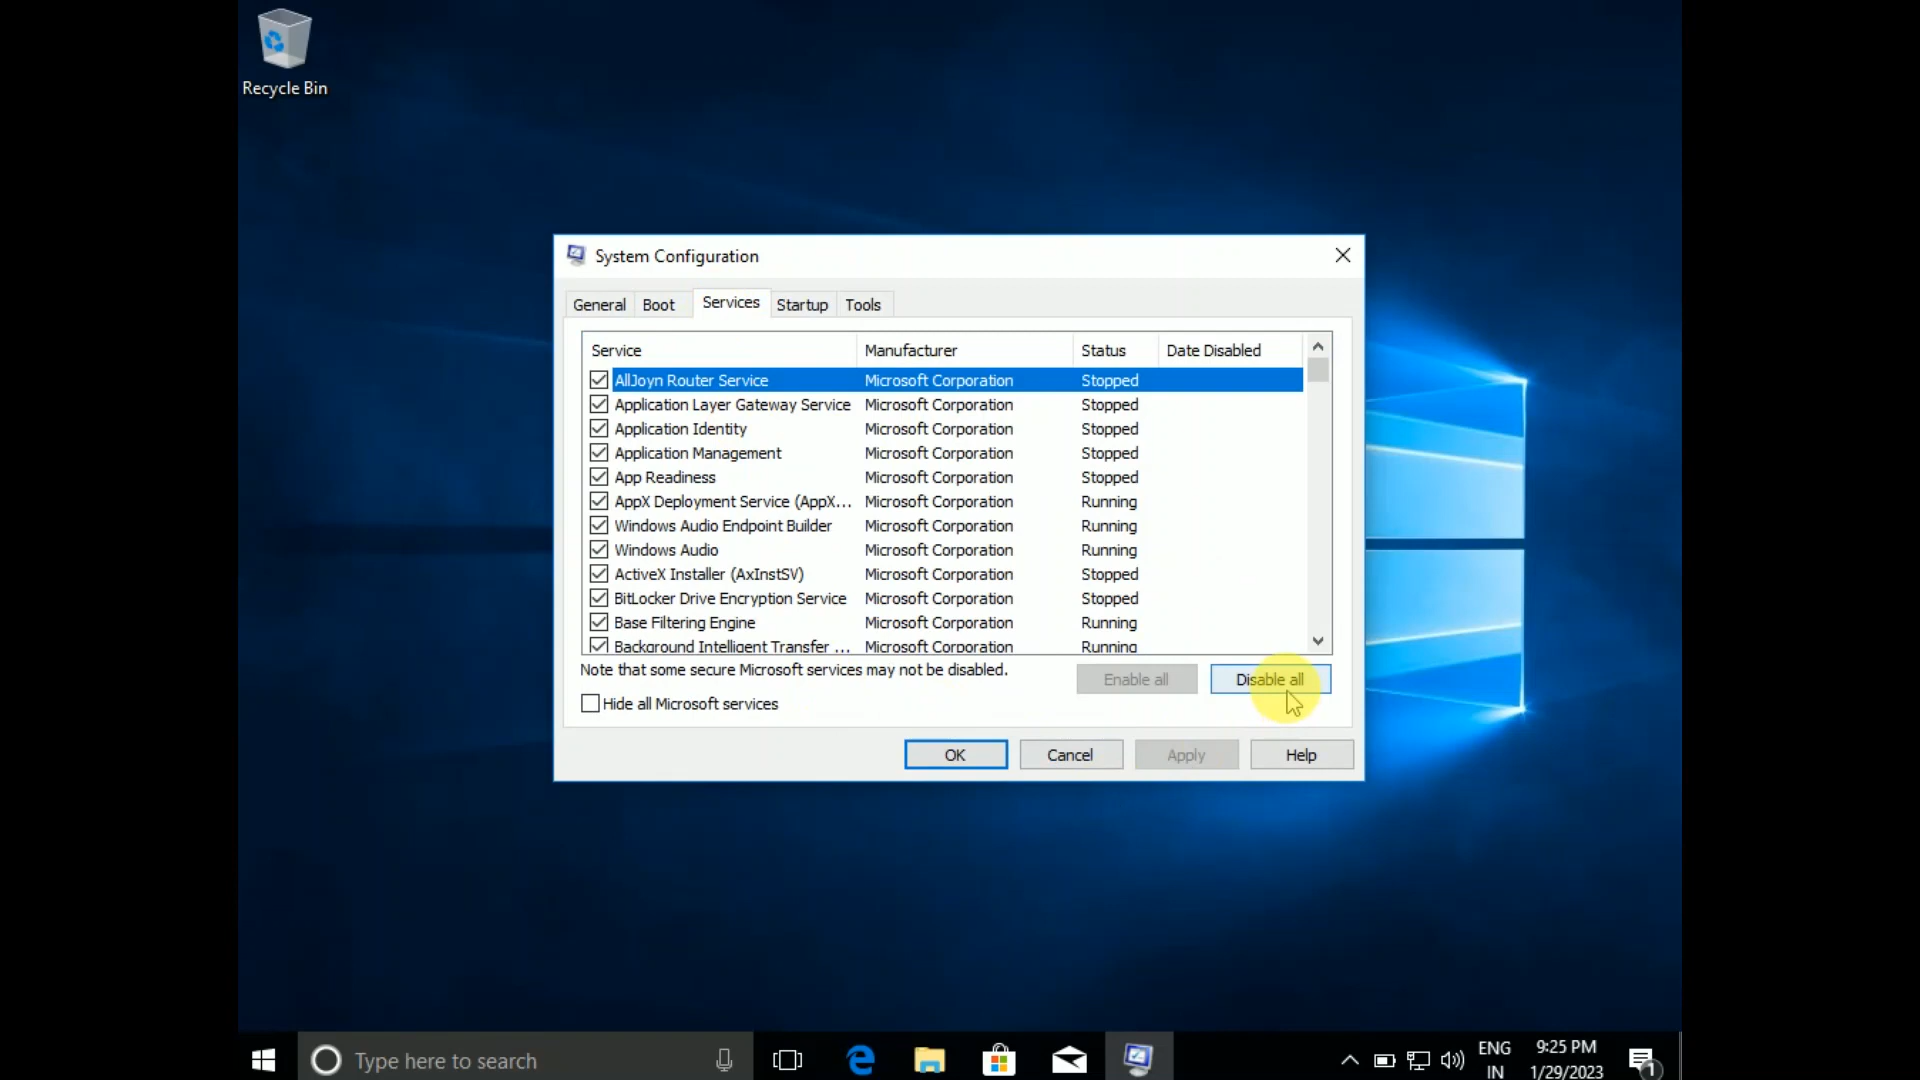 Recycle Bin
System Configuration
General Boot Services Startup Tools
Service Manufacturer Status Date Disabled
AllJoyn Router Service Microsoft Corporation Stopped
Application Layer Gateway Service Microsoft Corporation Stopped
Application Identity Microsoft Corporation Stopped
Application Management Microsoft Corporation Stopped
App Readiness Microsoft Corporation Stopped
AppX Deployment Service (AppX... Microsoft Corporation Running
Windows Audio Endpoint Builder Microsoft Corporation Running
Windows Audio Microsoft Corporation Running
ActiveX Installer (AxInstSV) Microsoft Corporation Stopped
BitLocker Drive Encryption Service Microsoft Corporation Stopped
Base Filtering Engine Microsoft Corporation Running
Background Intelligent Transfer ... Microsoft Corporation Running
Note that some secure Microsoft services may not be disabled.
Enable all Disable all
Hide all Microsoft services
OK Cancel Apply Help
Type here to search
ENG
IN
9:25 PM
1/29/2023
1